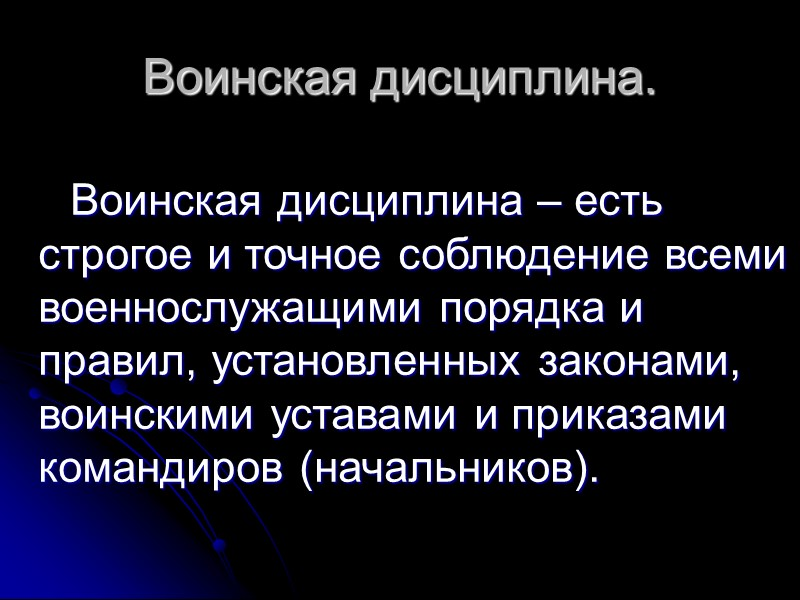 Воинская дисциплина.
Воинская дисциплина – есть
строгое и точное соблюдение всеми
военнослужащими порядка и
правил, установленных законами,
воинскими уставами и приказами
командиров (начальников).